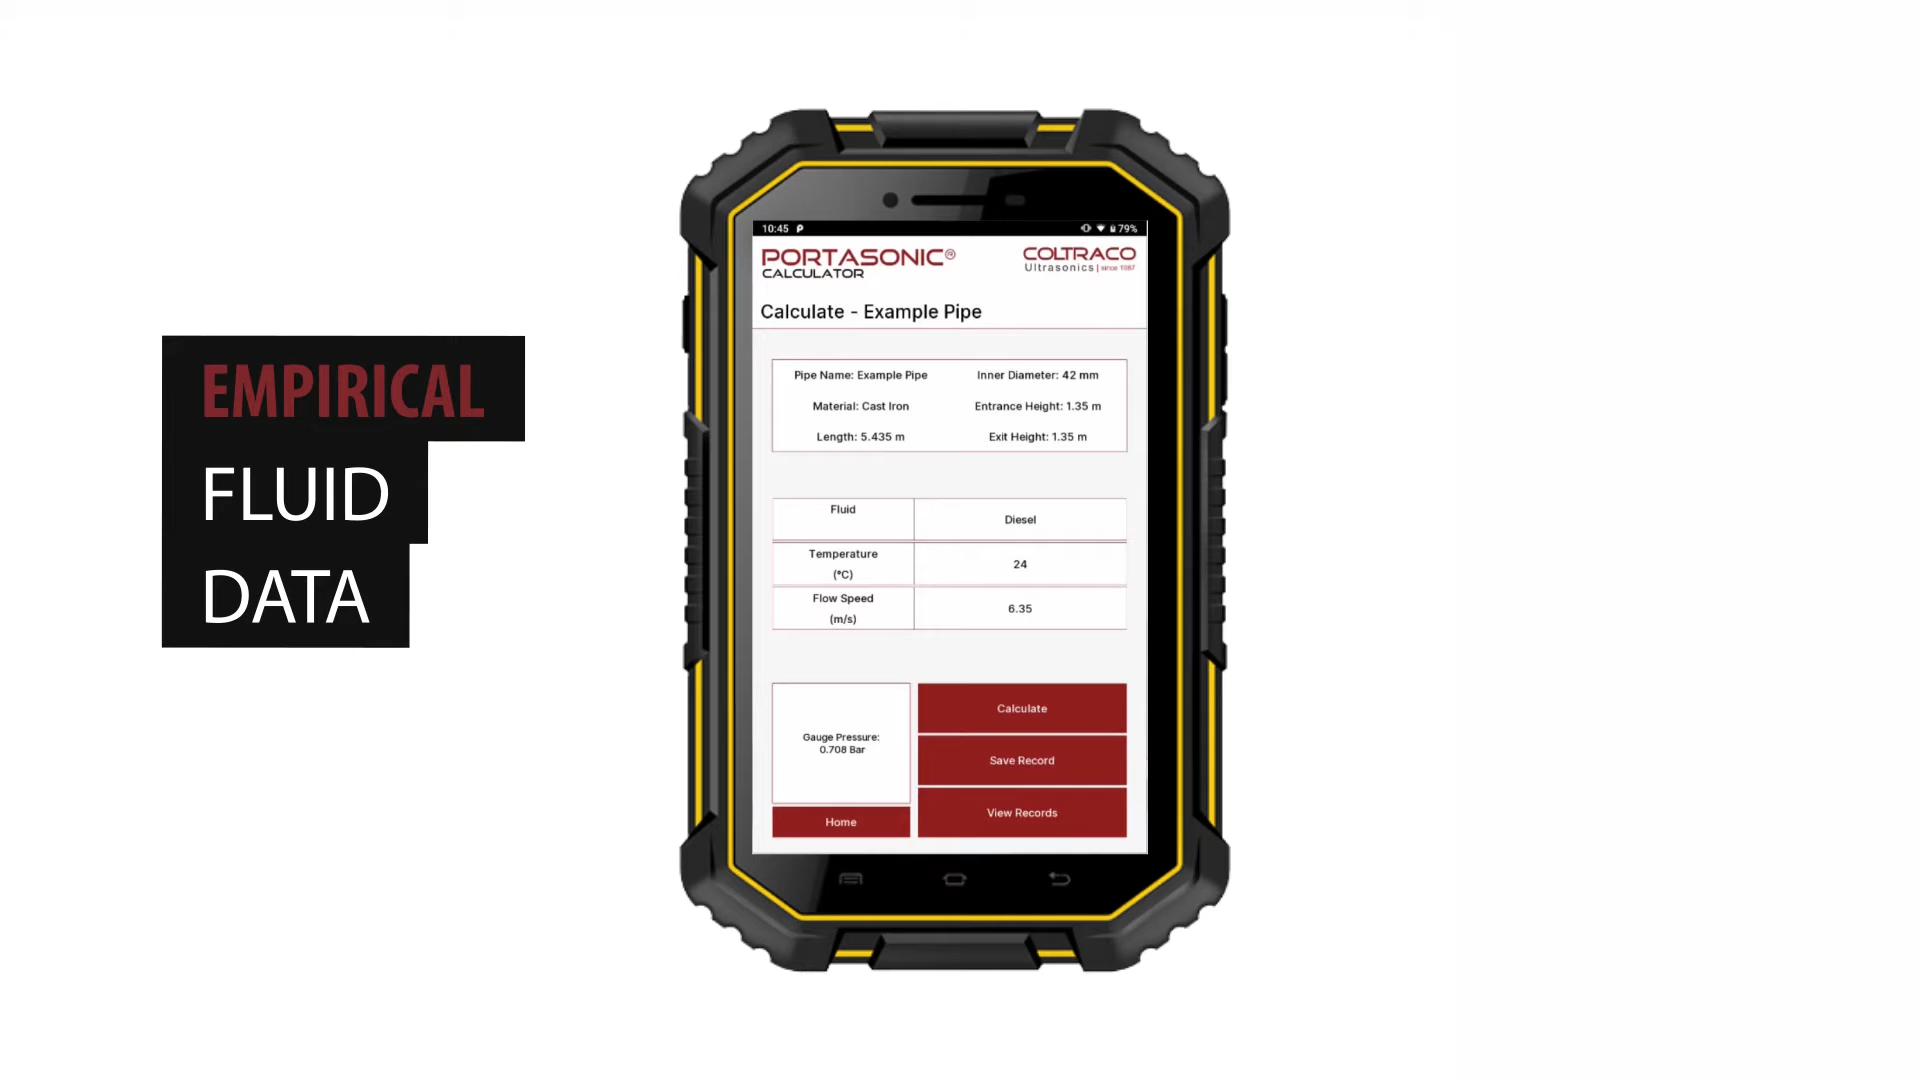 EMPIRICAL
FLUID
DATA
10:45
79%
PORTASONIC®
CALCULATOR
COLTRACO
Ultrasonics | since 1987
Calculate - Example Pipe
Pipe Name: Example Pipe
Inner Diameter: 42 mm
Material: Cast Iron
Entrance Height: 1.35 m
Length: 5.435 m
Exit Height: 1.35 m
Fluid
Diesel
Temperature
(°C)
24
Flow Speed
(m/s)
6.35
Gauge Pressure:
0.708 Bar
Calculate
Save Record
View Records
Home